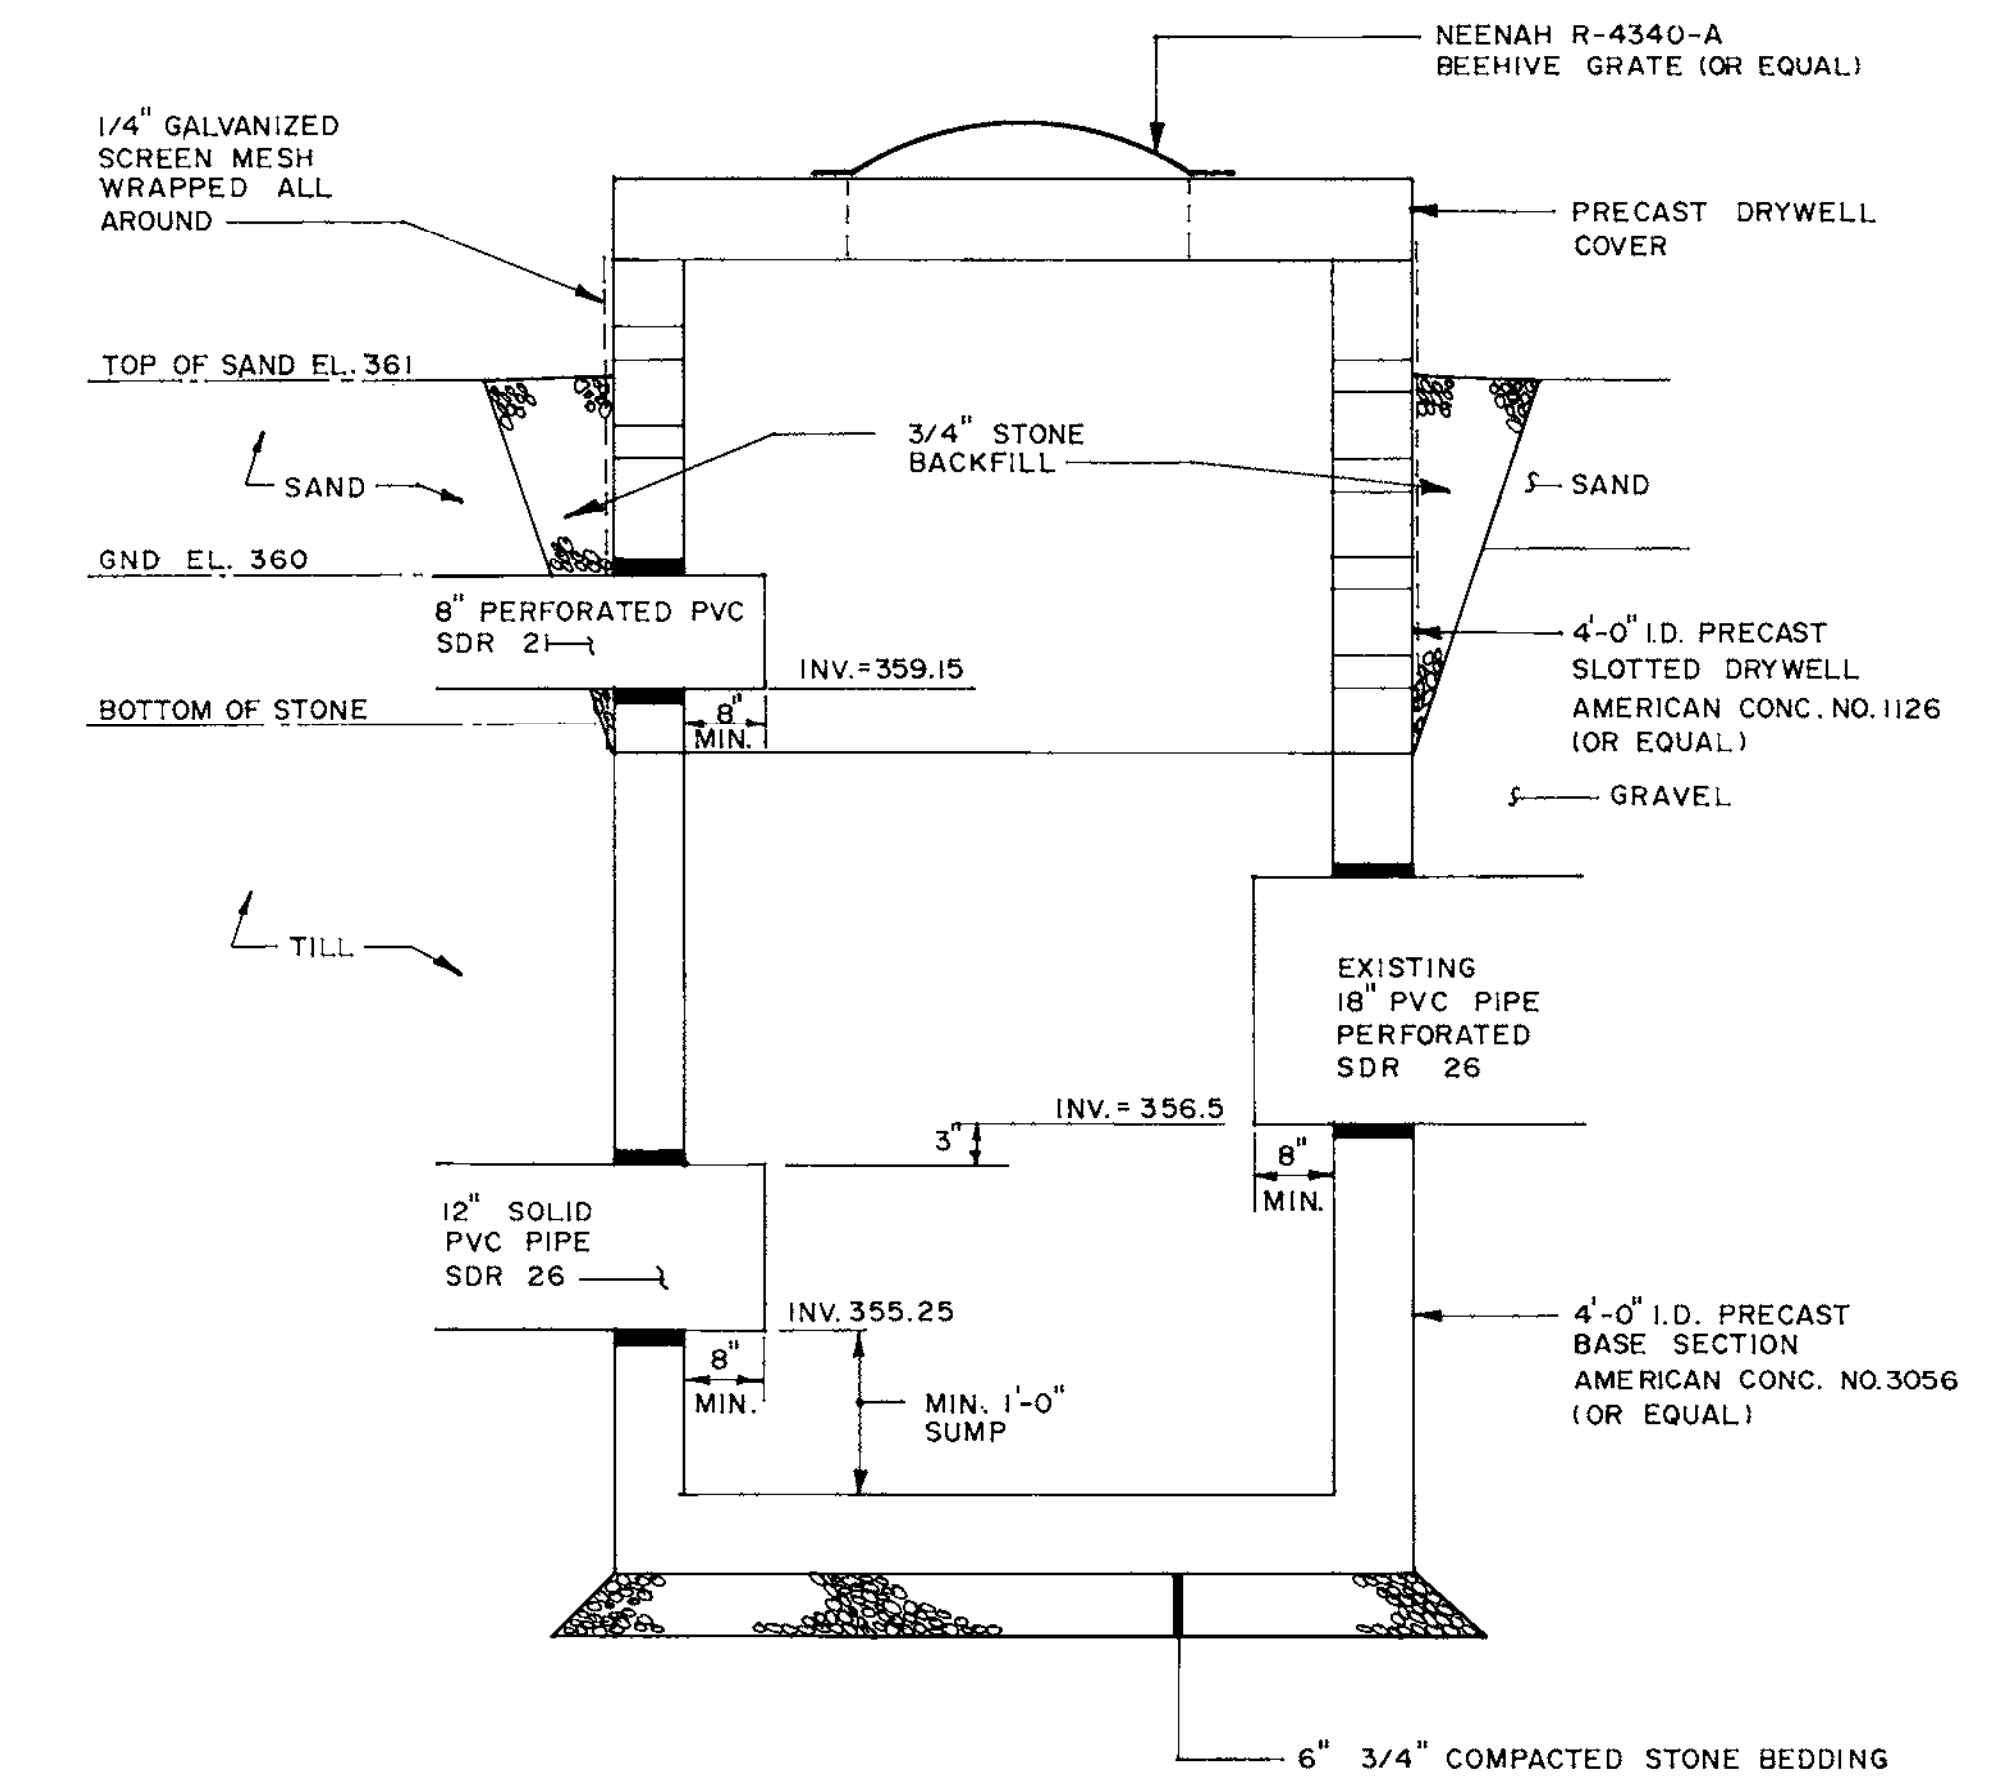 NEENAH R-4340-A
BEEHIVE GRATE (OR EQUAL)
1/4" GALVANIZED
SCREEN MESH
WRAPPED ALL
AROUND
PRECAST DRYWELL
COVER
TOP OF SAND EL. 361
3/4" STONE
BACKFILL
SAND
SAND
GND EL. 360
8" PERFORATED PVC
SDR 21
INV.=359.15
4'-0" I.D. PRECAST
SLOTTED DRYWELL
AMERICAN CONC. NO. 1126
(OR EQUAL)
BOTTOM OF STONE
8"
MIN.
GRAVEL
TILL
EXISTING
18" PVC PIPE
PERFORATED
SDR 26
INV.= 356.5
3"
8"
MIN.
12" SOLID
PVC PIPE
SDR 26
INV. 355.25
8"
MIN.
MIN. 1'-0"
SUMP
4'-0" I.D. PRECAST
BASE SECTION
AMERICAN CONC. NO. 3056
(OR EQUAL)
6" 3/4" COMPACTED STONE BEDDING